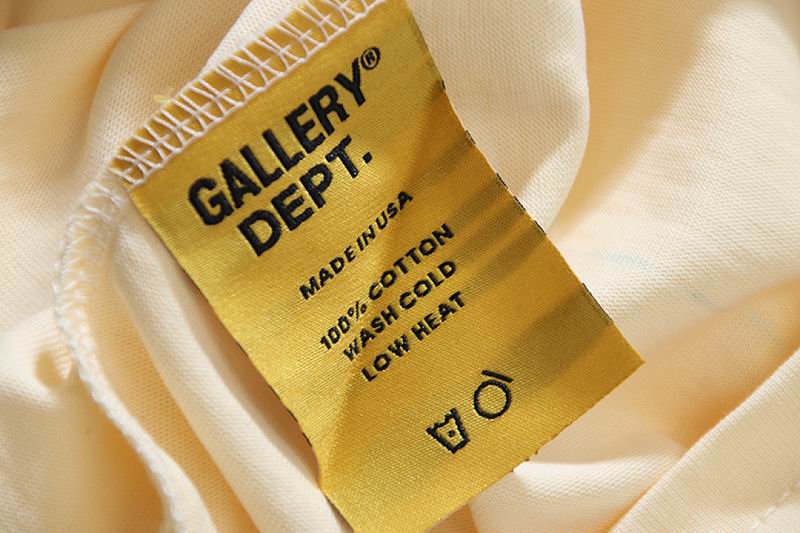 GALLERY®
DEPT.
MADE IN USA
100% COTTON
WASH COLD
LOW HEAT